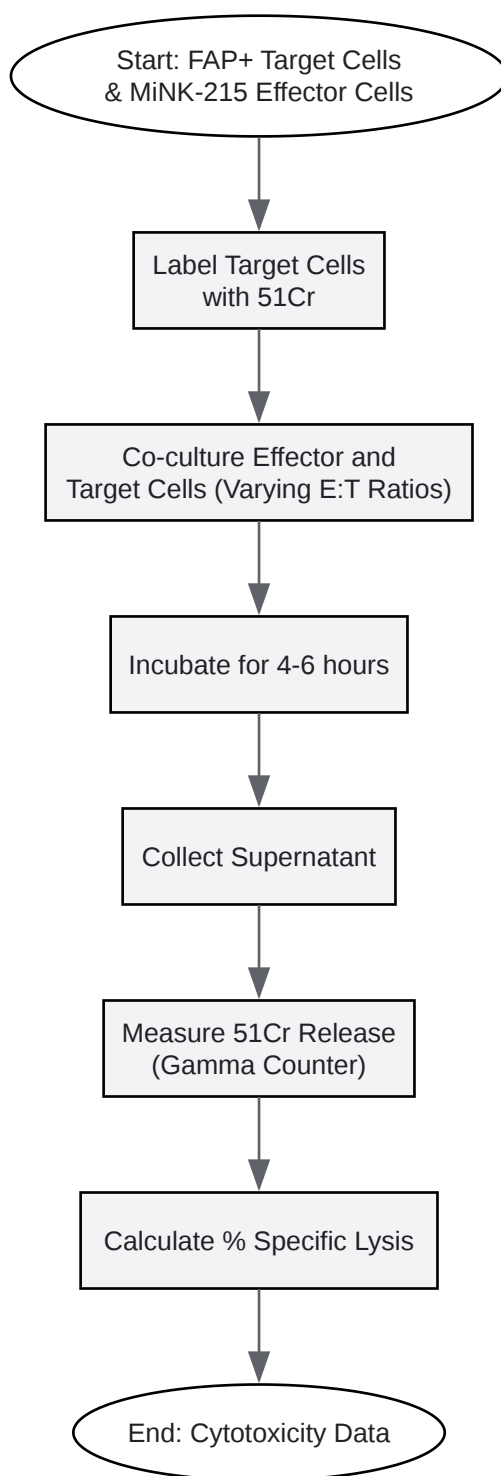 Start: FAP+ Target Cells
& MiNK-215 Effector Cells
Label Target Cells
with 51Cr
Co-culture Effector and
Target Cells (Varying E:T Ratios)
Incubate for 4-6 hours
Collect Supernatant
Measure 51Cr Release
(Gamma Counter)
Calculate % Specific Lysis
End: Cytotoxicity Data